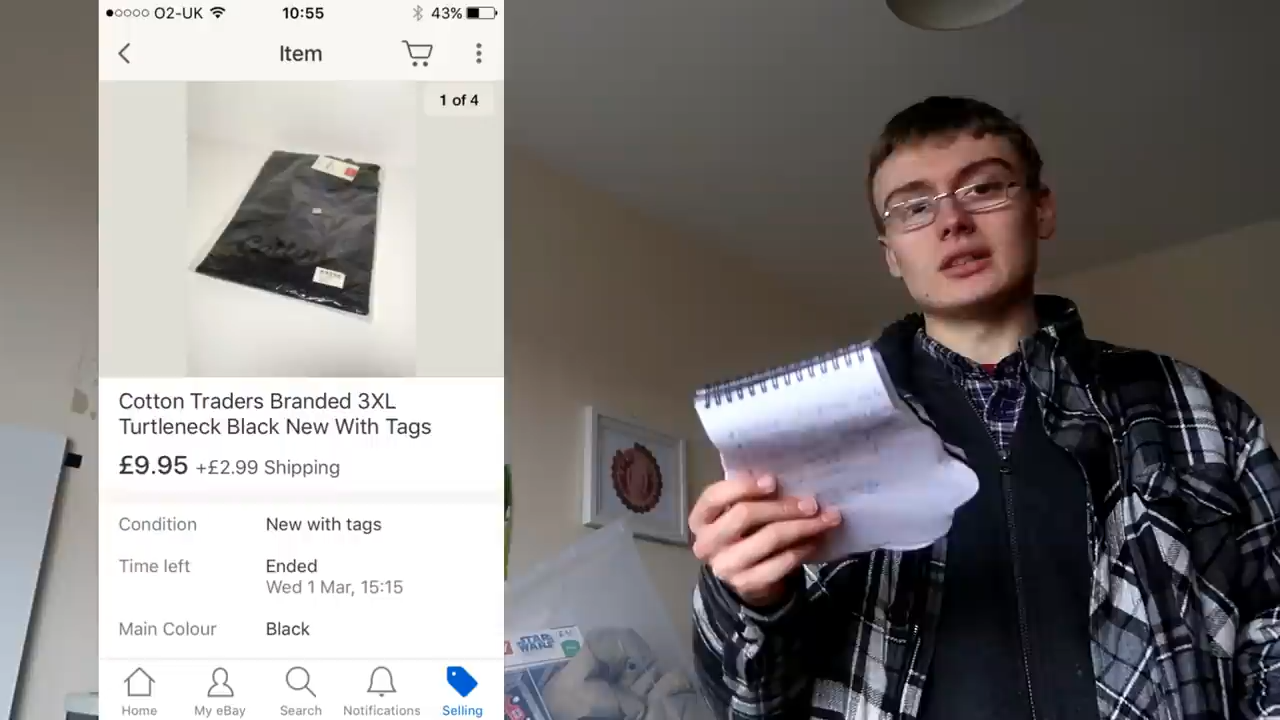 O2-UK 10:55 43%
Item
1 of 4
Cotton Traders Branded 3XL
Turtleneck Black New With Tags
£9.95 +£2.99 Shipping
Condition New with tags
Time left Ended
Wed 1 Mar, 15:15
Main Colour Black
Home My eBay Search Notifications Selling
STAR
WARS